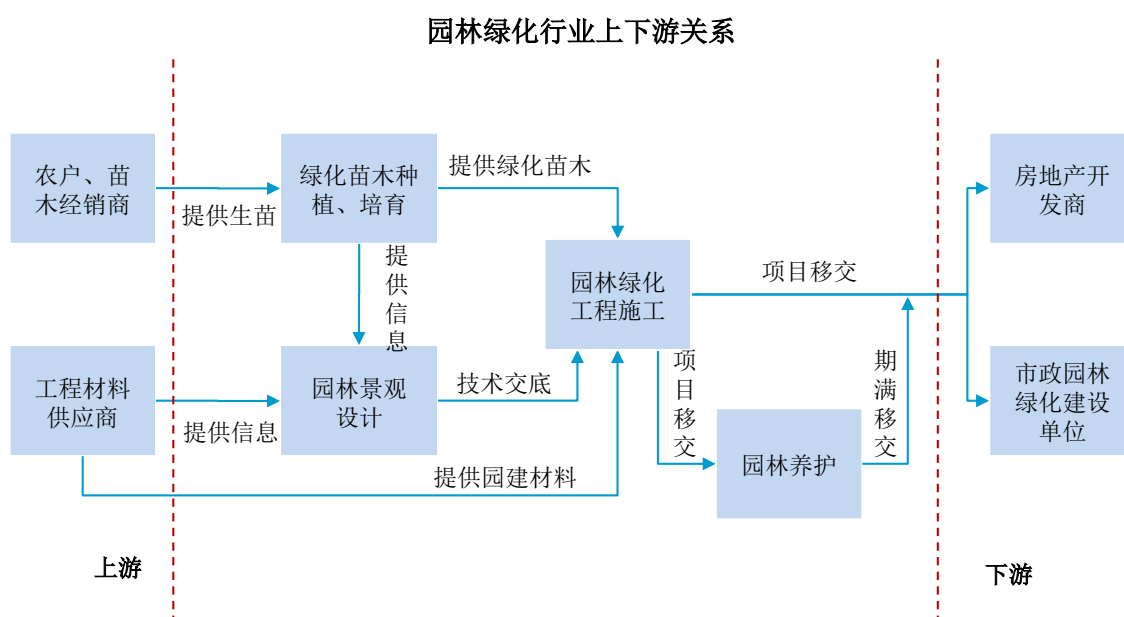 园林绿化行业上下游关系
农户、苗
木经销商
提供生苗
绿化苗木种
植、培育
提供绿化苗木
提供信息
园林绿化
工程施工
项目移交
房地产开
发商
工程材料
供应商
提供信息
园林景观
设计
技术交底
提供园建材料
项目移交
园林养护
期满移交
市政园林
绿化建设
单位
上游
下游